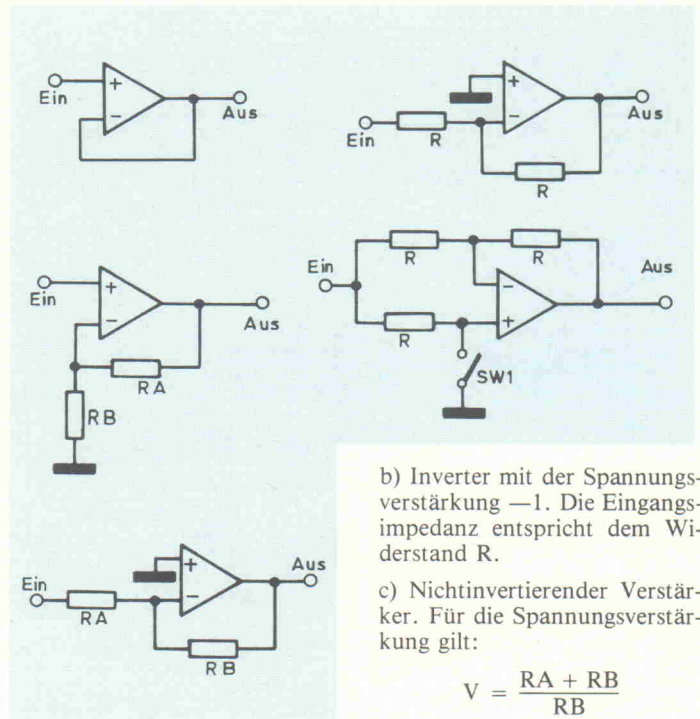 Ein
+
−
Aus
Ein
R
+
−
R
Aus
Ein
+
−
RA
RB
Aus
Ein
R
R
R
−
+
SW1
Aus
Ein
RA
+
−
RB
Aus
b) Inverter mit der Spannungs-
verstärkung —1. Die Eingangs-
impedanz entspricht dem Wi-
derstand R.
c) Nichtinvertierender Verstär-
ker. Für die Spannungsverstär-
kung gilt:
V = RA + RB
RB